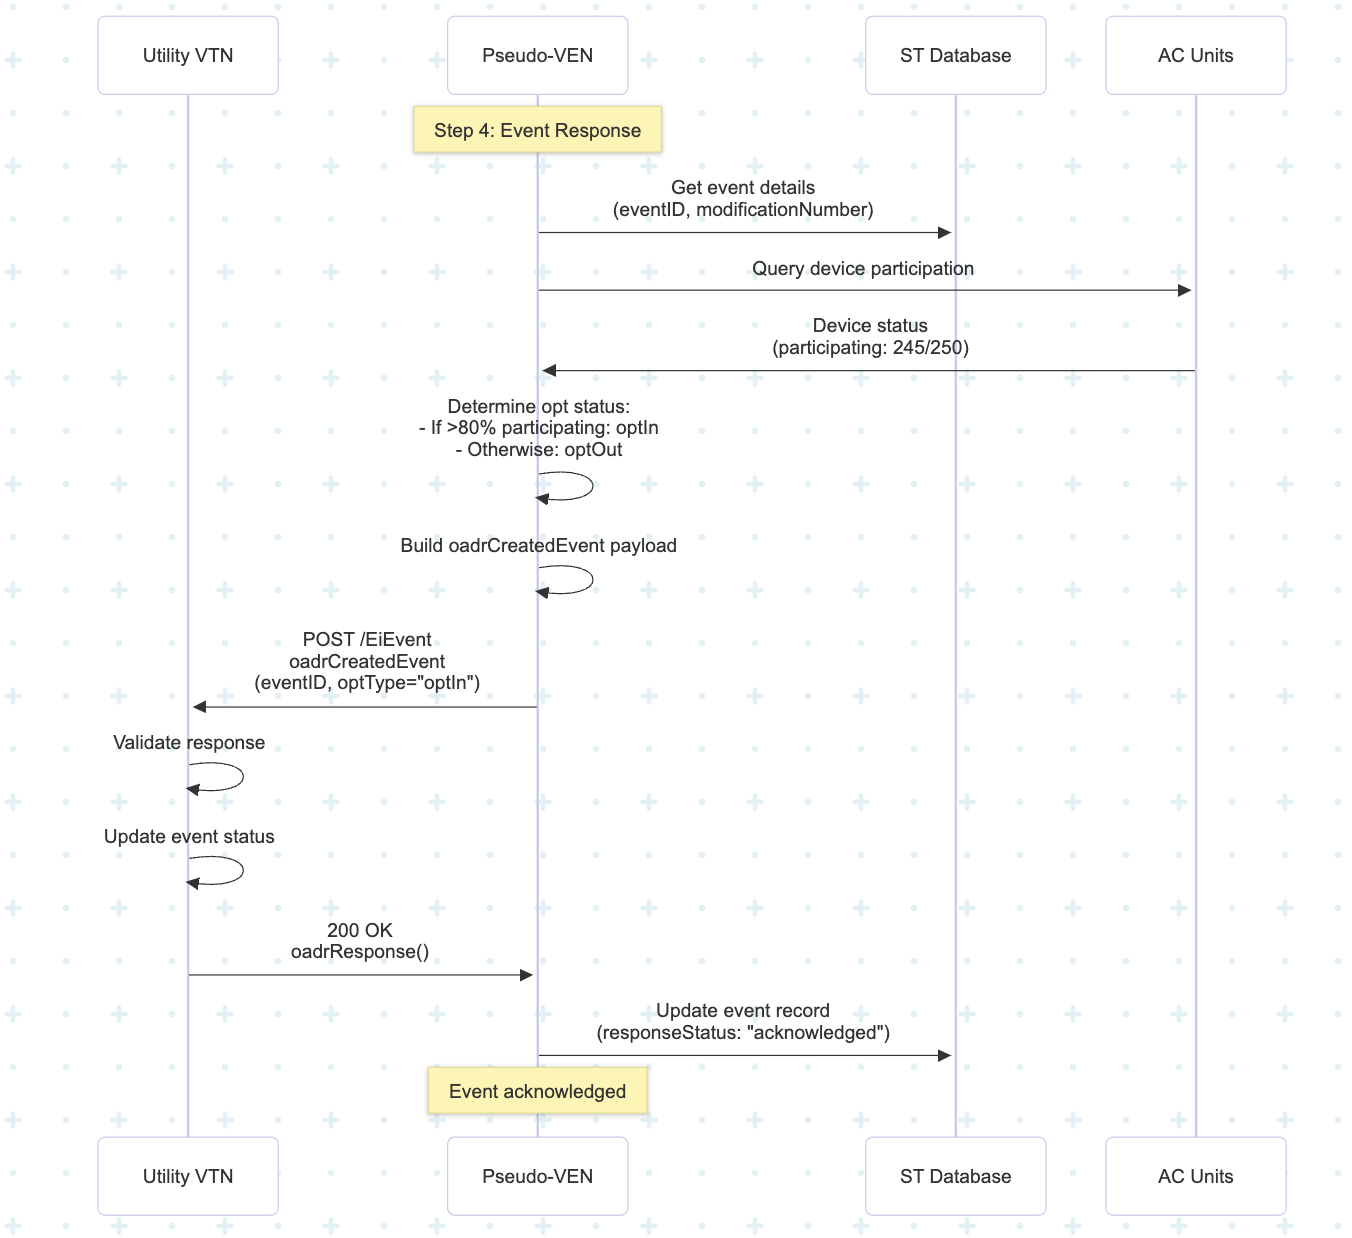 Utility VTN
Pseudo-VEN
ST Database
AC Units
Step 4: Event Response
Get event details
(eventID, modificationNumber)
Query device participation
Device status
(participating: 245/250)
Determine opt status:
- If >80% participating: optIn
- Otherwise: optOut
Build oadrCreatedEvent payload
POST /EiEvent
oadrCreatedEvent
(eventID, optType="optIn")
Validate response
Update event status
200 OK
oadrResponse()
Update event record
(responseStatus: "acknowledged")
Event acknowledged
Utility VTN
Pseudo-VEN
ST Database
AC Units